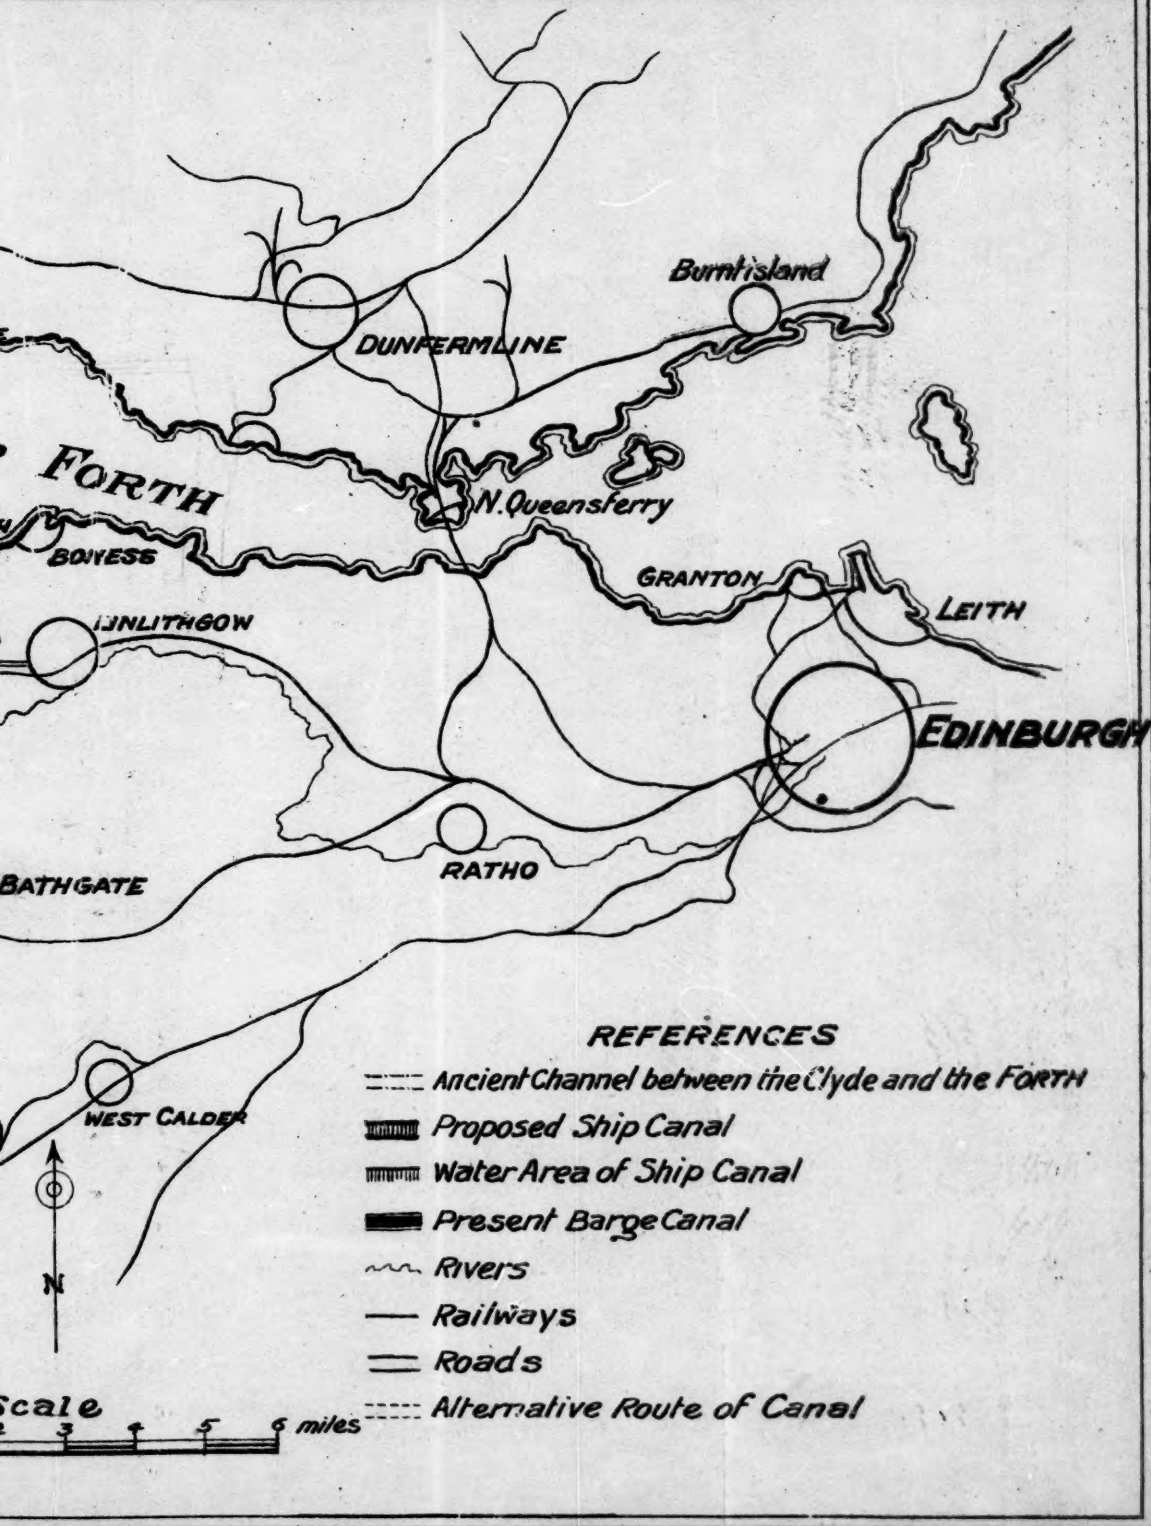 Burntisland
DUNFERMLINE
FORTH
N. Queensferry
BONESS
GRANTON
LEITH
LINLITHGOW
EDINBURGH
RATHO
BATHGATE
WEST CALDER
REFERENCES
Ancient Channel between the Clyde and the FORTH
Proposed Ship Canal
Water Area of Ship Canal
Present Barge Canal
Rivers
Railways
Roads
Alternative Route of Canal
N
Scale
2 3 4 5 6 miles